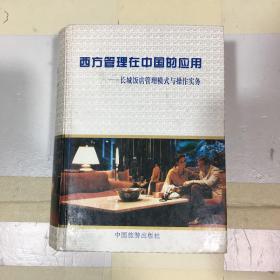 西方管理在中国的应用
——长城饭店管理模式与操作实务
中国旅游出版社